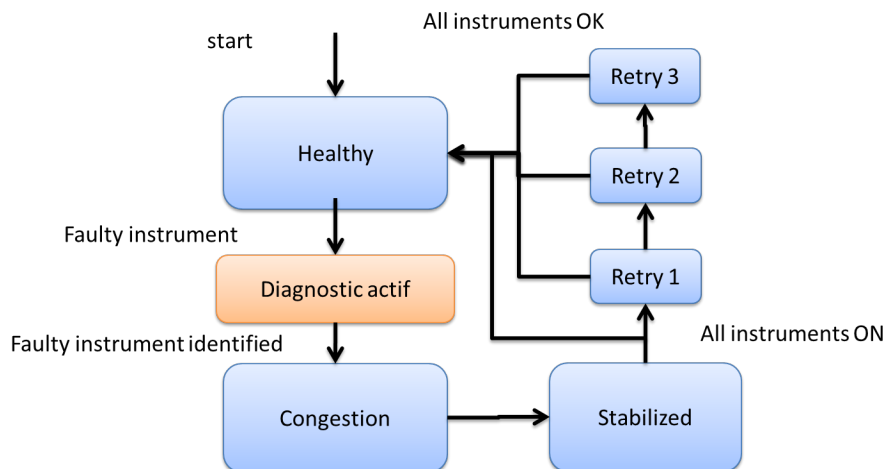 All instruments OK
start
Retry 3
Healthy
Retry 2
Faulty instrument
Retry 1
Diagnostic actif
Faulty instrument identified
All instruments ON
Congestion
Stabilized